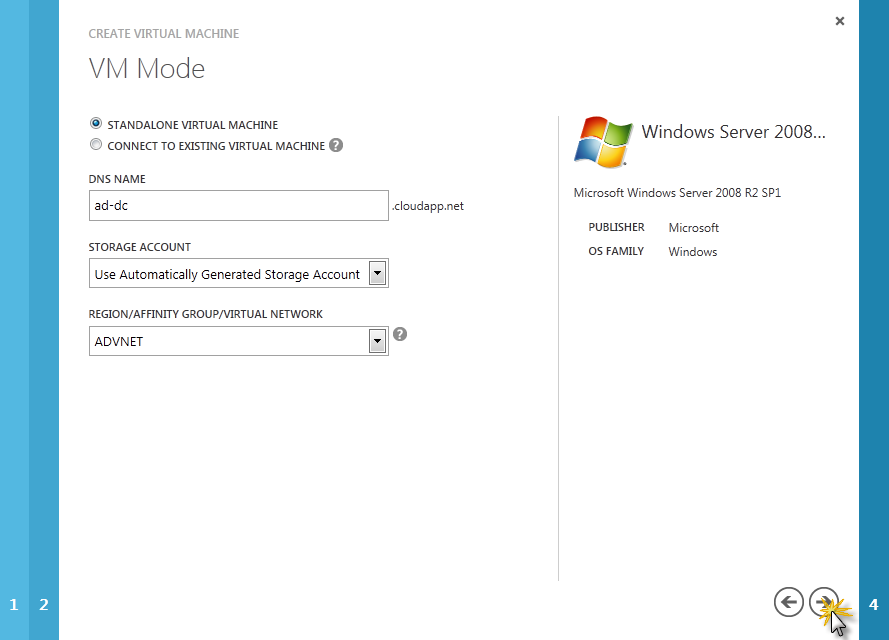 CREATE VIRTUAL MACHINE
VM Mode
STANDALONE VIRTUAL MACHINE
CONNECT TO EXISTING VIRTUAL MACHINE ?
DNS NAME
ad-dc .cloudapp.net
STORAGE ACCOUNT
Use Automatically Generated Storage Account
REGION/AFFINITY GROUP/VIRTUAL NETWORK
ADVNET ?
Windows Server 2008...
Microsoft Windows Server 2008 R2 SP1
PUBLISHER Microsoft
OS FAMILY Windows
1 2 4